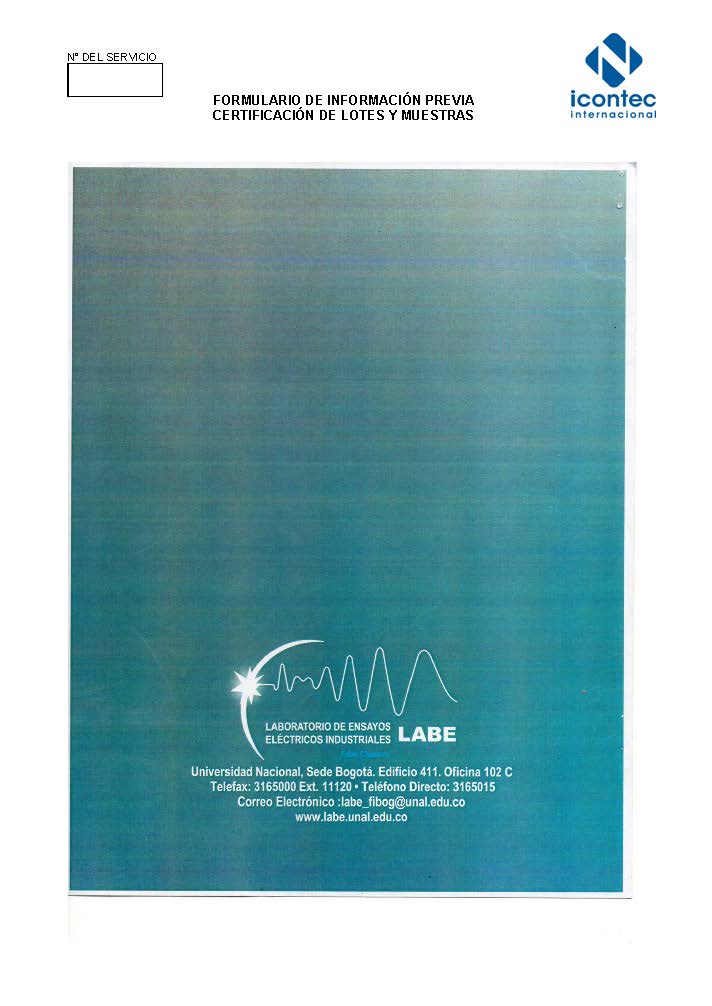 Nº DEL SERVICIO
FORMULARIO DE INFORMACIÓN PREVIA
CERTIFICACIÓN DE LOTES Y MUESTRAS
icontec
internacional
LABORATORIO DE ENSAYOS
ELÉCTRICOS INDUSTRIALES LABE
Universidad Nacional, Sede Bogotá. Edificio 411. Oficina 102 C
Telefax: 3165000 Ext. 11120 • Teléfono Directo: 3165015
Correo Electrónico :labe_fibog@unal.edu.co
www.labe.unal.edu.co